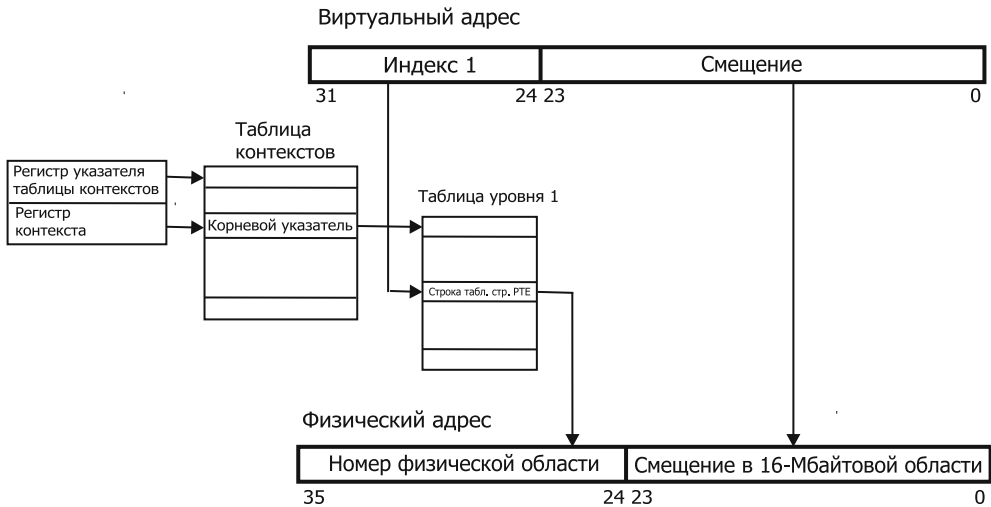 Виртуальный адрес
Индекс 1
Смещение
31
24 23
0
Таблица
контекстов
Регистр указателя
таблицы контекстов
Регистр
контекста
Корневой указатель
Таблица уровня 1
Строка табл. стр. PTE
Физический адрес
Номер физической области
Смещение в 16-Мбайтовой области
35
24 23
0